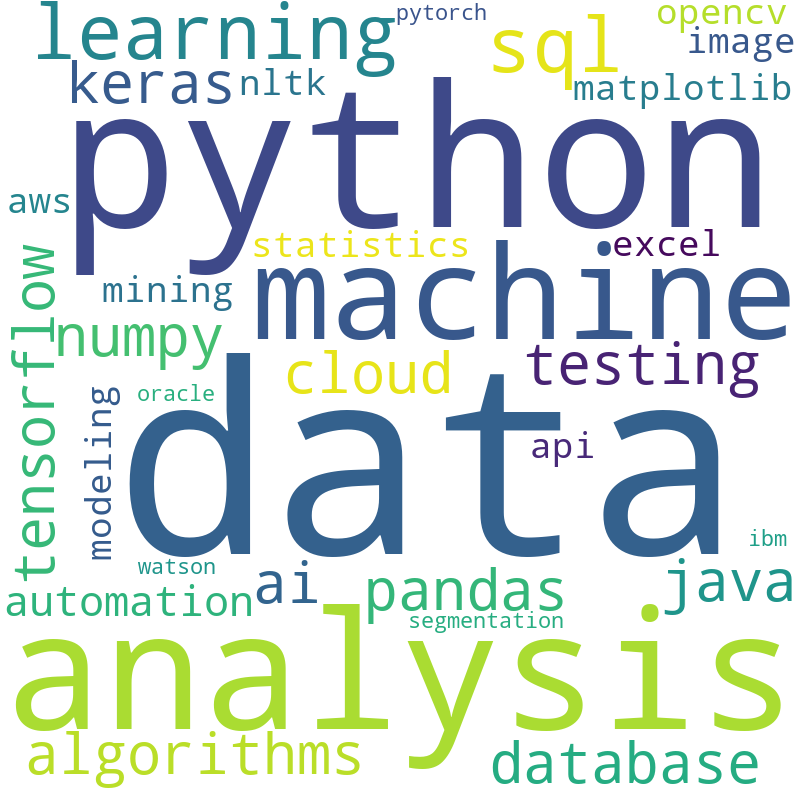 learning
pytorch
opencv
sql
image
keras
nltk
matplotlib
python
aws
statistics
excel
machine
mining
tensorflow
numpy
cloud
testing
data
oracle
modeling
api
watson
ibm
ai
pandas
java
automation
segmentation
analysis
algorithms
database